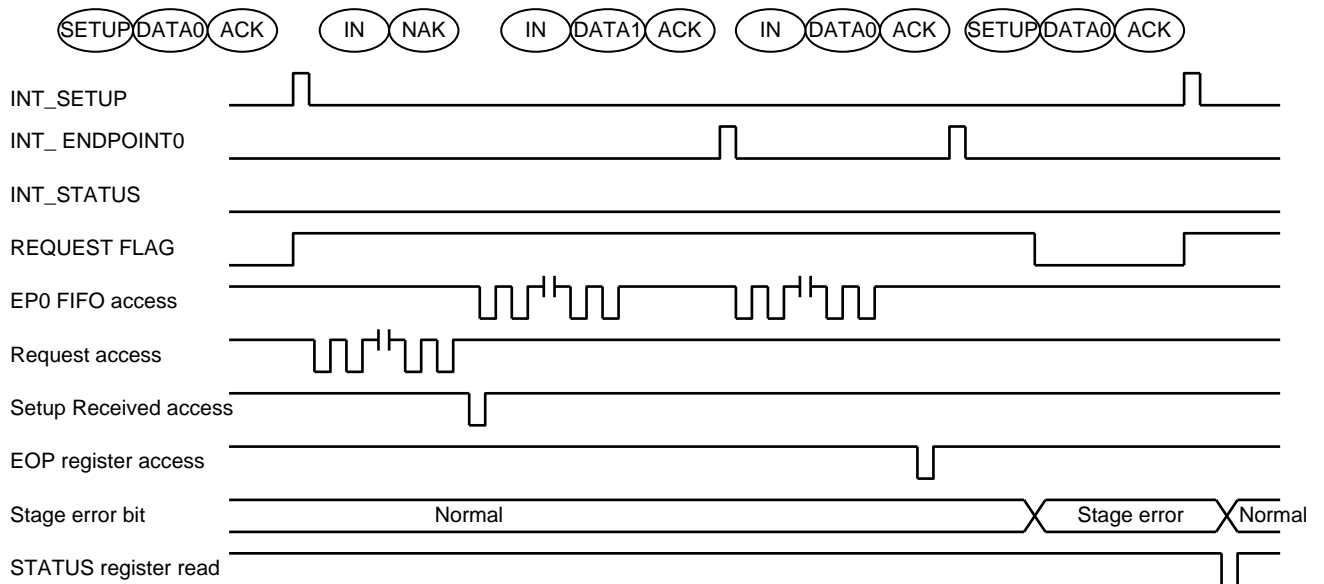 SETUP DATA0 ACK IN NAK IN DATA1 ACK IN DATA0 ACK SETUP DATA0 ACK
INT_SETUP
INT_ ENDPOINT0
INT_STATUS
REQUEST FLAG
EP0 FIFO access
Request access
Setup Received access
EOP register access
Stage error bit Normal Stage error Normal
STATUS register read